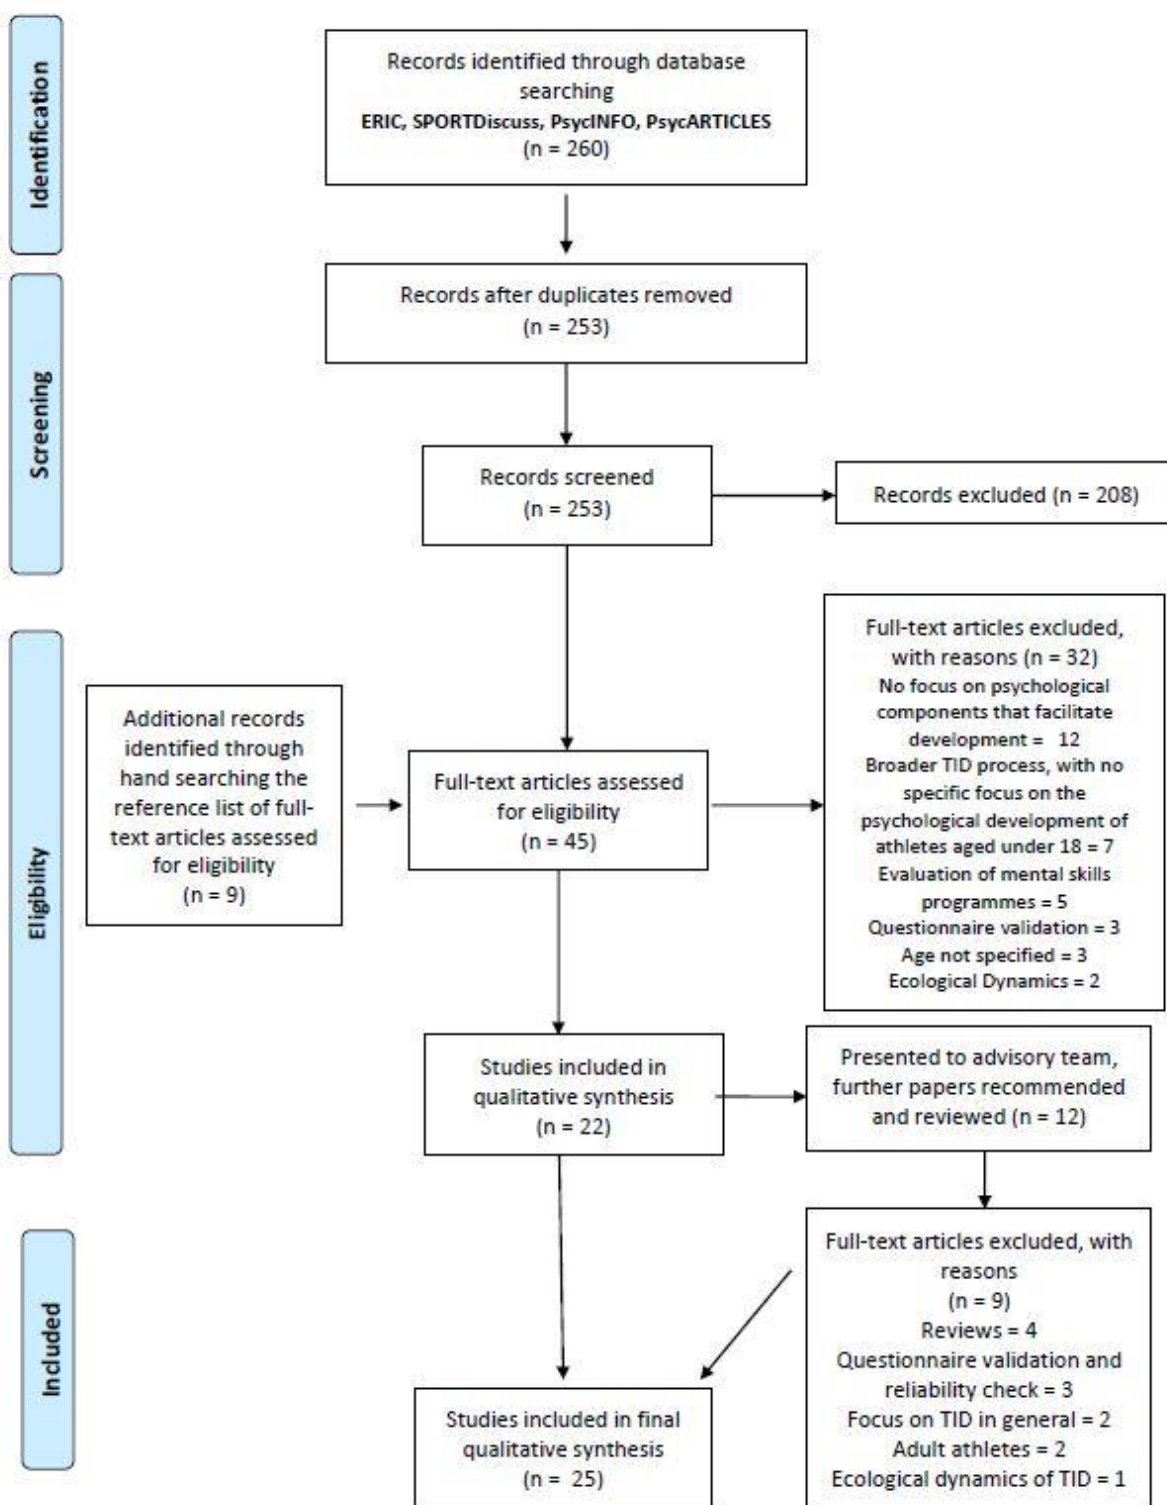 Identification
Records identified through database
searching
ERIC, SPORTDiscuss, PsycINFO, PsycARTICLES
(n = 260)
Screening
Records after duplicates removed
(n = 253)
Records screened
(n = 253)
Records excluded (n = 208)
Eligibility
Additional records
identified through
hand searching the
reference list of full-
text articles assessed
for eligibility
(n = 9)
Full-text articles assessed
for eligibility
(n = 45)
Full-text articles excluded,
with reasons (n = 32)
No focus on psychological
components that facilitate
development = 12
Broader TID process, with no
specific focus on the
psychological development of
athletes aged under 18 = 7
Evaluation of mental skills
programmes = 5
Questionnaire validation = 3
Age not specified = 3
Ecological Dynamics = 2
Studies included in
qualitative synthesis
(n = 22)
Presented to advisory team,
further papers recommended
and reviewed (n = 12)
Included
Full-text articles excluded, with
reasons
(n = 9)
Reviews = 4
Questionnaire validation and
reliability check = 3
Focus on TID in general = 2
Adult athletes = 2
Ecological dynamics of TID = 1
Studies included in final
qualitative synthesis
(n = 25)